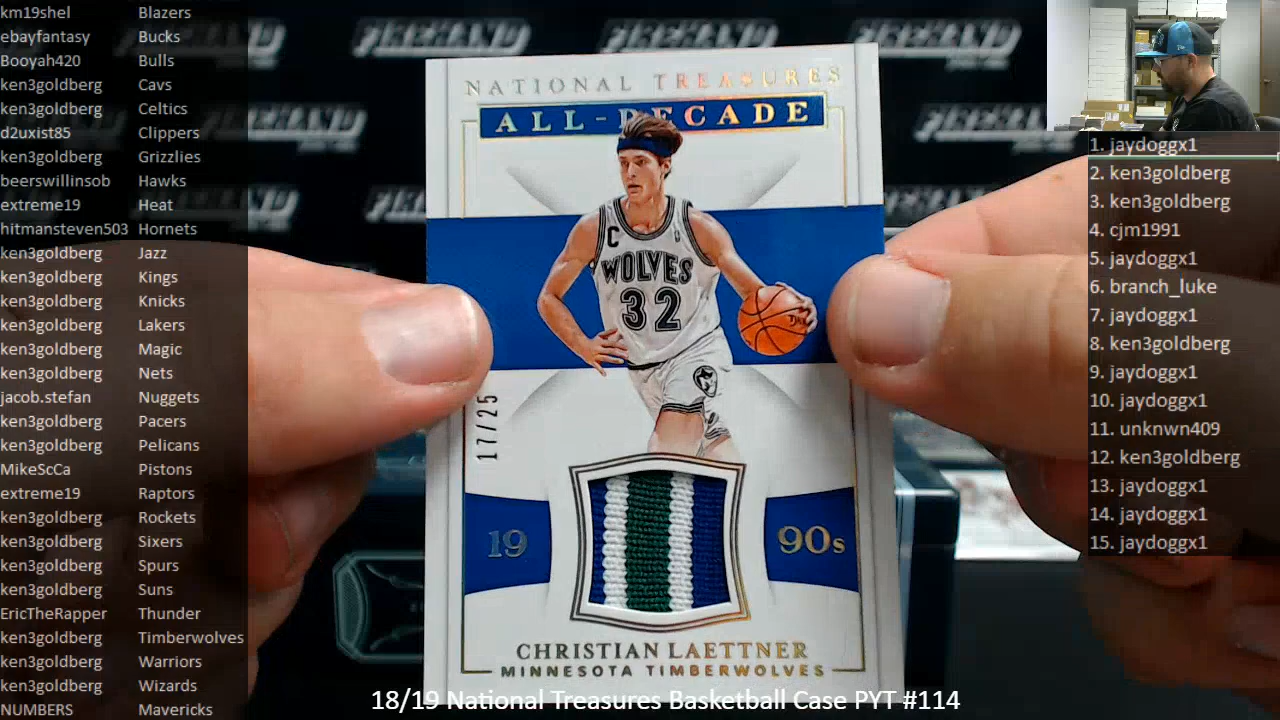 km19shel Blazers
ebayfantasy Bucks
Booyah420 Bulls
ken3goldberg Cavs
ken3goldberg Celtics
d2uxist85 Clippers
ken3goldberg Grizzlies
beerswillinsob Hawks
extreme19 Heat
hitmansteven503 Hornets
ken3goldberg Jazz
ken3goldberg Kings
ken3goldberg Knicks
ken3goldberg Lakers
ken3goldberg Magic
ken3goldberg Nets
jacob.stefan Nuggets
ken3goldberg Pacers
ken3goldberg Pelicans
MikeScCa Pistons
extreme19 Raptors
ken3goldberg Rockets
ken3goldberg Sixers
ken3goldberg Spurs
ken3goldberg Suns
EricTheRapper Thunder
ken3goldberg Timberwolves
ken3goldberg Warriors
ken3goldberg Wizards
NUMBERS Mavericks
NATIONAL TREASURES
ALL-DECADE
C
WOLVES
32
17/25
19 90s
CHRISTIAN LAETTNER
MINNESOTA TIMBERWOLVES
18/19 National Treasures Basketball Case PYT #114
1. jaydoggx1
2. ken3goldberg
3. ken3goldberg
4. cjm1991
5. jaydoggx1
6. branch_luke
7. jaydoggx1
8. ken3goldberg
9. jaydoggx1
10. jaydoggx1
11. unknwn409
12. ken3goldberg
13. jaydoggx1
14. jaydoggx1
15. jaydoggx1